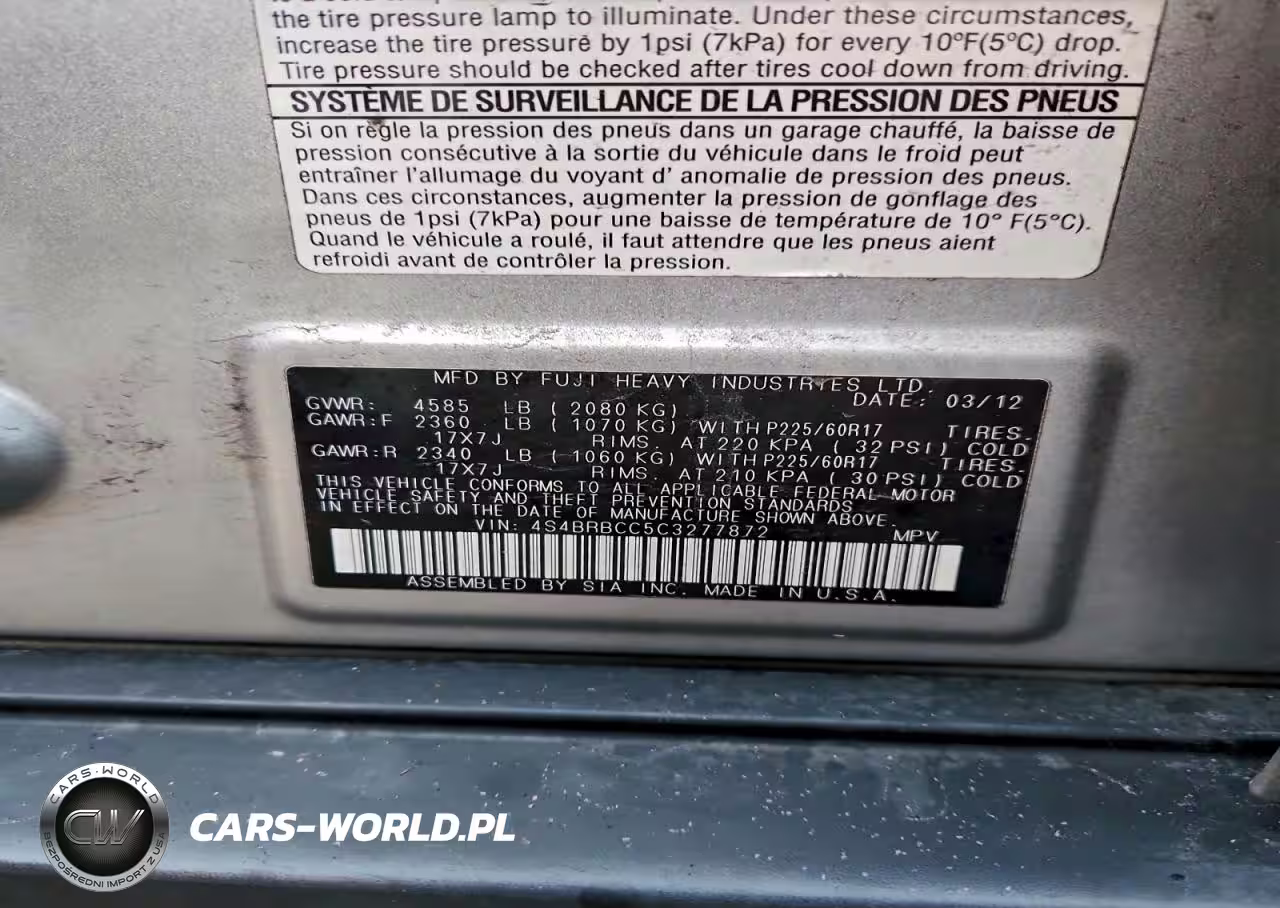 the tire pressure lamp to illuminate. Under these circumstances,
increase the tire pressure by 1psi (7kPa) for every 10°F(5°C) drop.
Tire pressure should be checked after tires cool down from driving.
SYSTÈME DE SURVEILLANCE DE LA PRESSION DES PNEUS
Si on règle la pression des pneus dans un garage chauffé, la baisse de
pression consécutive à la sortie du véhicule dans le froid peut
entraîner l'allumage du voyant d' anomalie de pression des pneus.
Dans ces circonstances, augmenter la pression de gonflage des
pneus de 1psi (7kPa) pour une baisse de température de 10° F(5°C).
Quand le véhicule a roulé, il faut attendre que les pneus aient
refroidi avant de contrôler la pression.
MFD BY FUJI HEAVY INDUSTRIES LTD.
DATE: 03/12
GVWR: 4585 LB ( 2080 KG)
GAWR:F 2360 LB ( 1070 KG) WITH P225/60R17 TIRES.
17X7J RIMS. AT 220 KPA ( 32 PSI) COLD
GAWR:R 2340 LB ( 1060 KG) WITH P225/60R17 TIRES.
17X7J RIMS. AT 210 KPA ( 30 PSI) COLD
THIS VEHICLE CONFORMS TO ALL APPLICABLE FEDERAL MOTOR
VEHICLE SAFETY AND THEFT PREVENTION STANDARDS
IN EFFECT ON THE DATE OF MANUFACTURE SHOWN ABOVE.
VIN: 4S4BRBCC5C3277872 MPV
ASSEMBLED BY SIA INC. MADE IN U.S.A.
CARS-WORLD
CW
BEZPOŚREDNI IMPORT Z USA
CARS-WORLD.PL